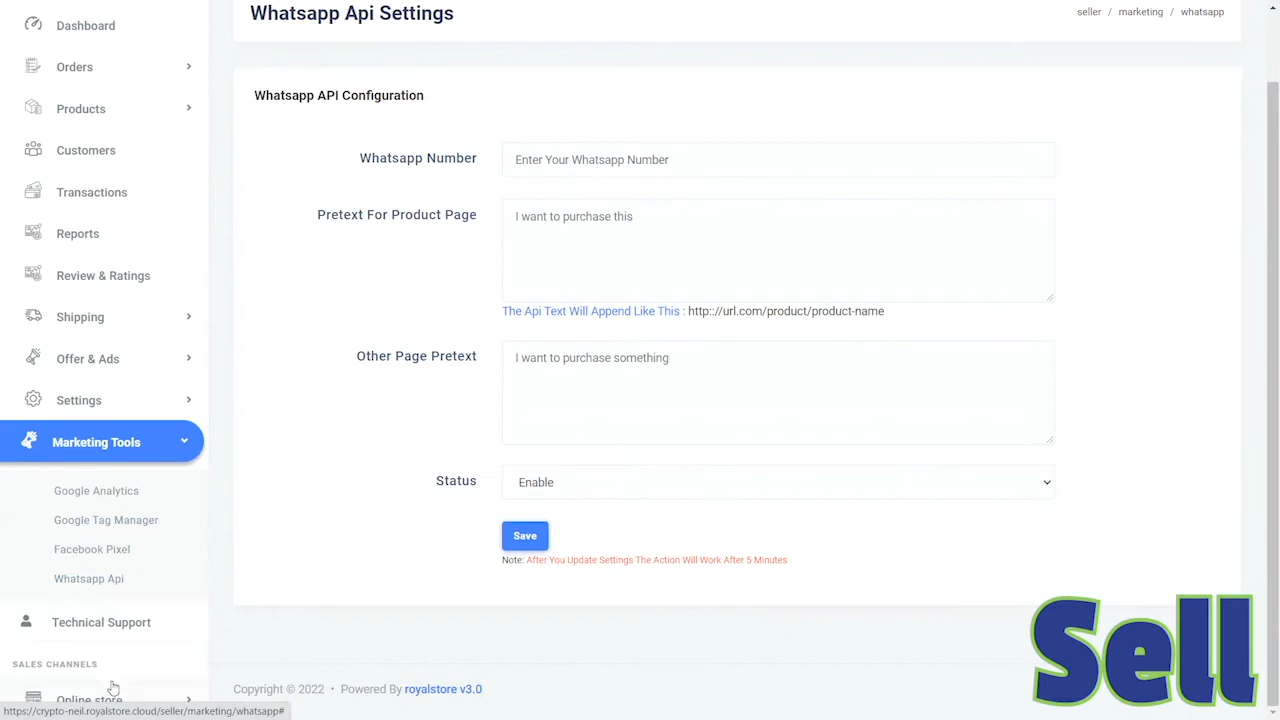 Whatsapp Api Settings
seller / marketing / whatsapp
Dashboard
Orders
Products
Customers
Transactions
Reports
Review & Ratings
Shipping
Offer & Ads
Settings
Marketing Tools
Google Analytics
Google Tag Manager
Facebook Pixel
Whatsapp Api
Technical Support
SALES CHANNELS
Online store
https://crypto-neil.royalstore.cloud/seller/marketing/whatsapp#
Whatsapp API Configuration
Whatsapp Number
Enter Your Whatsapp Number
Pretext For Product Page
I want to purchase this
The Api Text Will Append Like This : http:://url.com/product/product-name
Other Page Pretext
I want to purchase something
Status
Enable
Save
Note: After You Update Settings The Action Will Work After 5 Minutes
Copyright © 2022 • Powered By royalstore v3.0
Sell